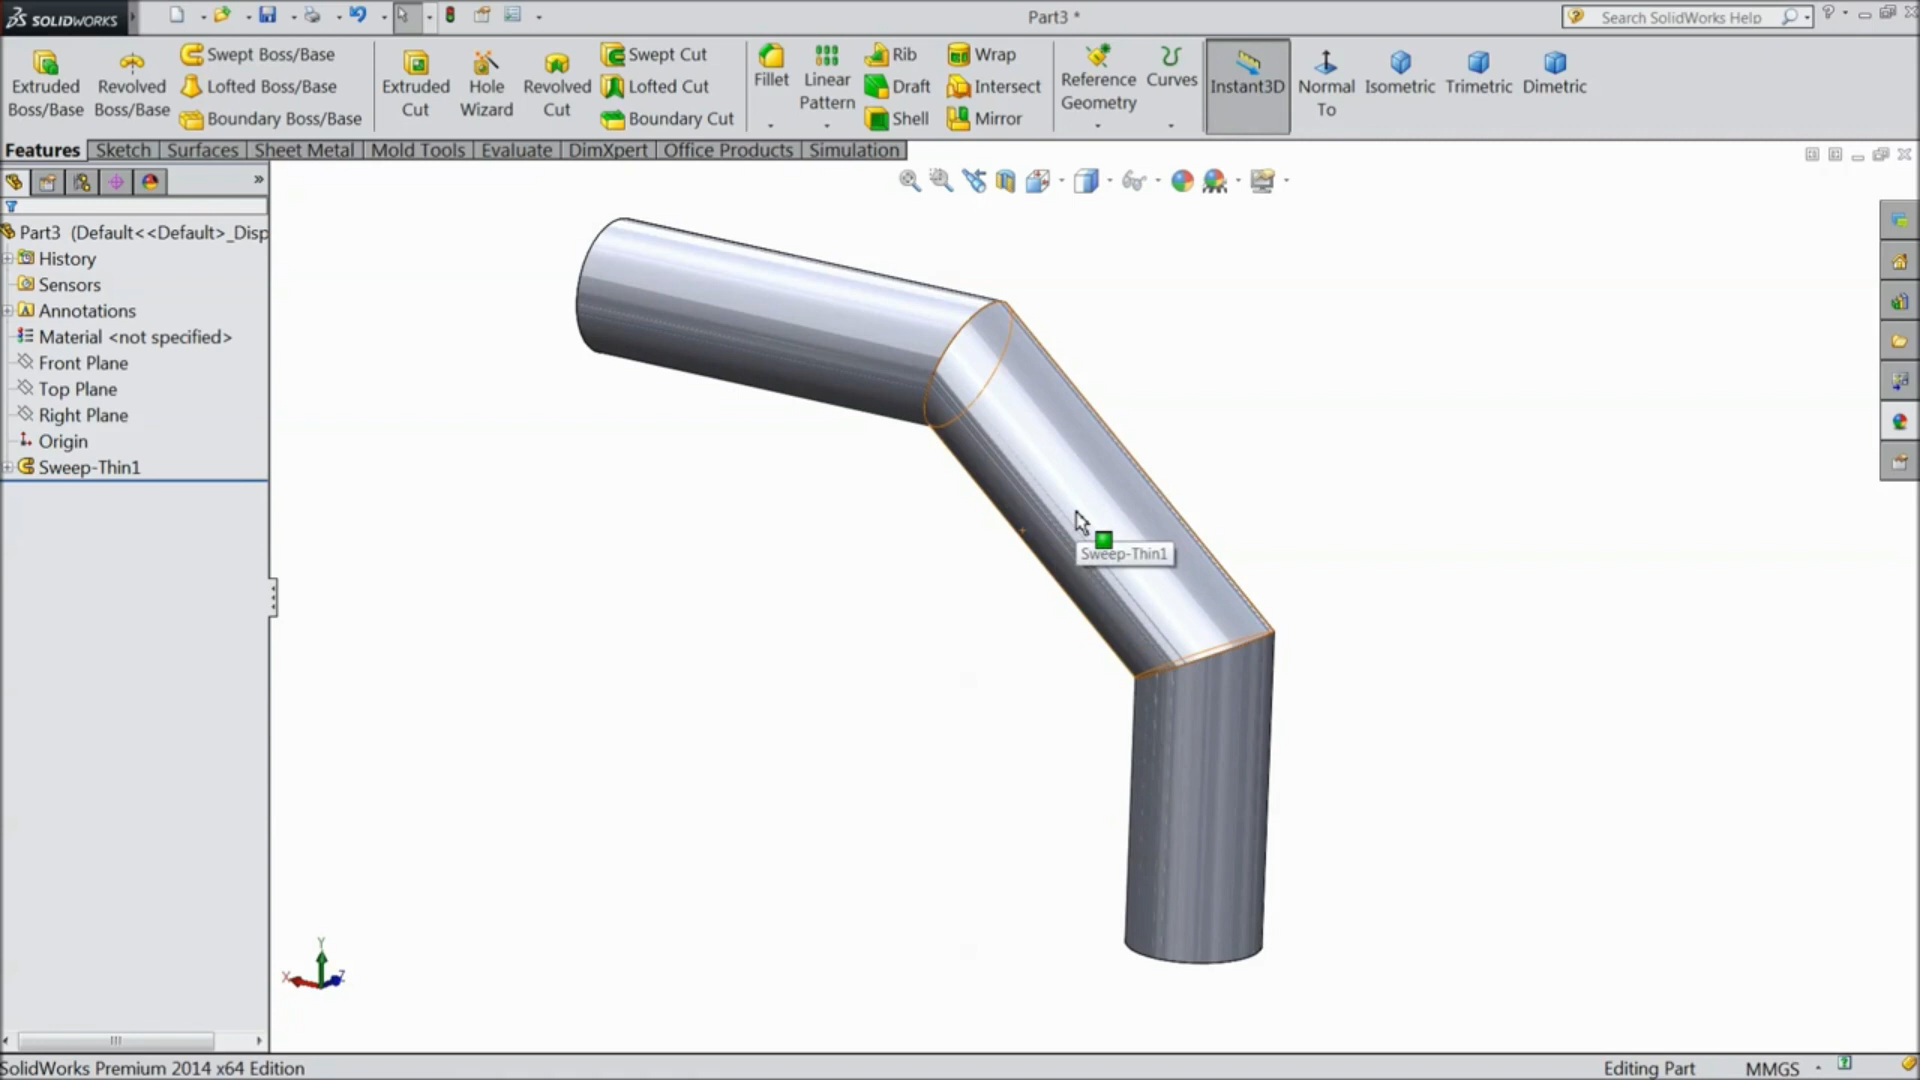 SOLIDWORKS
Part3 *
Search SolidWorks Help
Extruded Boss/Base
Revolved Boss/Base
Swept Boss/Base
Lofted Boss/Base
Boundary Boss/Base
Extruded Cut
Hole Wizard
Revolved Cut
Swept Cut
Lofted Cut
Boundary Cut
Fillet
Linear Pattern
Rib
Draft
Shell
Wrap
Intersect
Mirror
Reference Geometry
Curves
Instant3D
Normal To
Isometric
Trimetric
Dimetric
Features Sketch Surfaces Sheet Metal Mold Tools Evaluate DimXpert Office Products Simulation
Part3 (Default<<Default>_Disp
History
Sensors
Annotations
Material <not specified>
Front Plane
Top Plane
Right Plane
Origin
Sweep-Thin1
Sweep-Thin1
Y
X
Z
SolidWorks Premium 2014 x64 Edition
Editing Part
MMGS